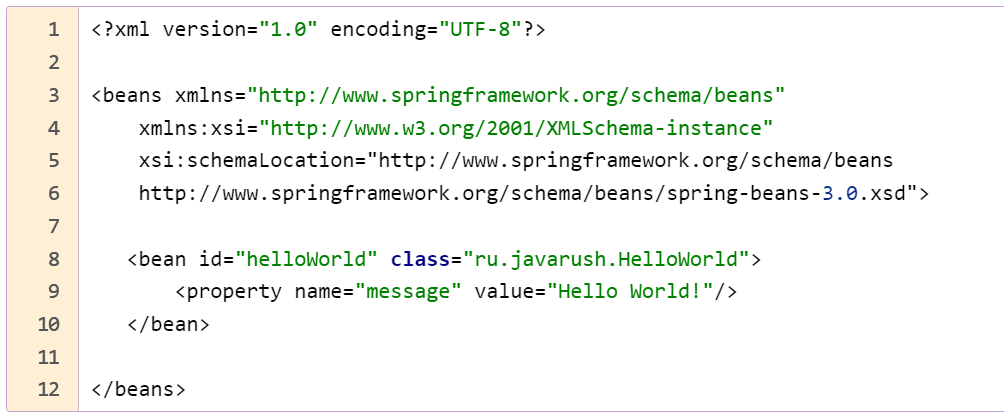 1 <?xml version="1.0" encoding="UTF-8"?>
2
3 <beans xmlns="http://www.springframework.org/schema/beans"
4     xmlns:xsi="http://www.w3.org/2001/XMLSchema-instance"
5     xsi:schemaLocation="http://www.springframework.org/schema/beans
6     http://www.springframework.org/schema/beans/spring-beans-3.0.xsd">
7
8    <bean id="helloWorld" class="ru.javarush.HelloWorld">
9        <property name="message" value="Hello World!"/>
10    </bean>
11
12 </beans>